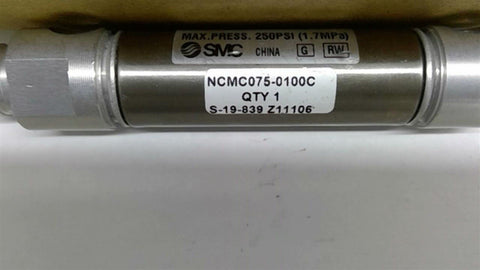 MAX.PRESS. 250PSI (1.7MPa)
SMC CHINA G RW
NCMC075-0100C
QTY 1
S-19-839 Z11106